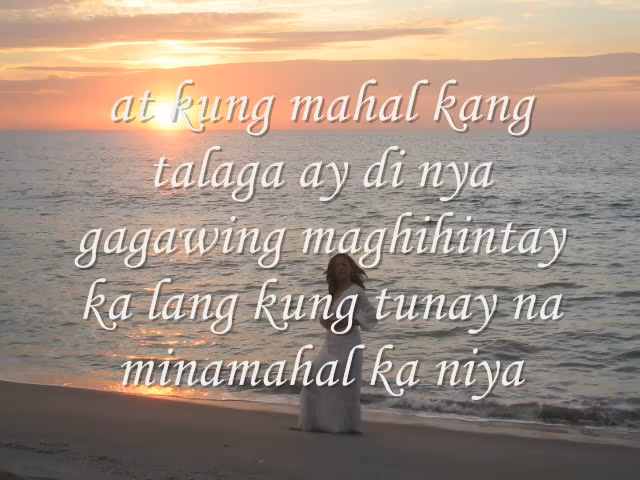 at kung mahal kang
talaga ay di nya
gagawing maghihintay
ka lang kung tunay na
minamahal ka niya